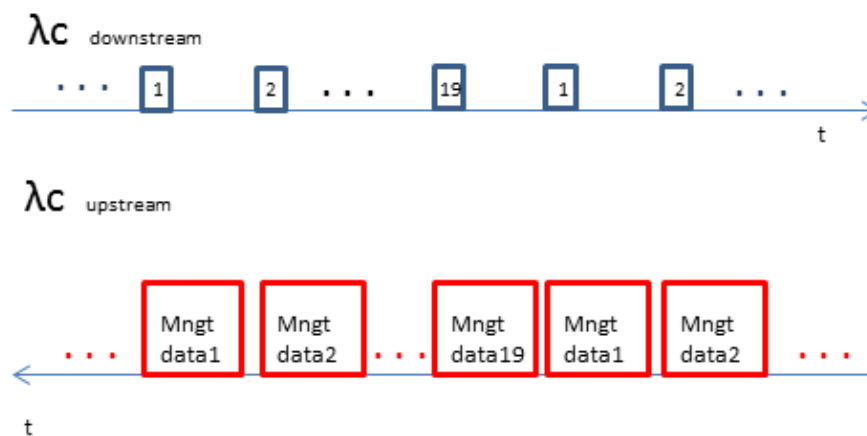 λc downstream
... 1 2 ... 19 1 2 ...
t
λc upstream
Mngt Mngt Mngt Mngt Mngt
... data1 data2 ... data19 data1 data2 ...
t